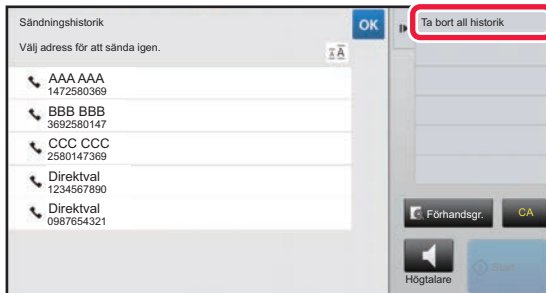 Sändningshistorik
OK
Ta bort all historik
Välj adress för att sända igen.
AAA AAA
1472580369
BBB BBB
3692580147
CCC CCC
2580147369
Direktval
1234567890
Direktval
0987654321
Förhandsgr.
CA
Högtalare
Start